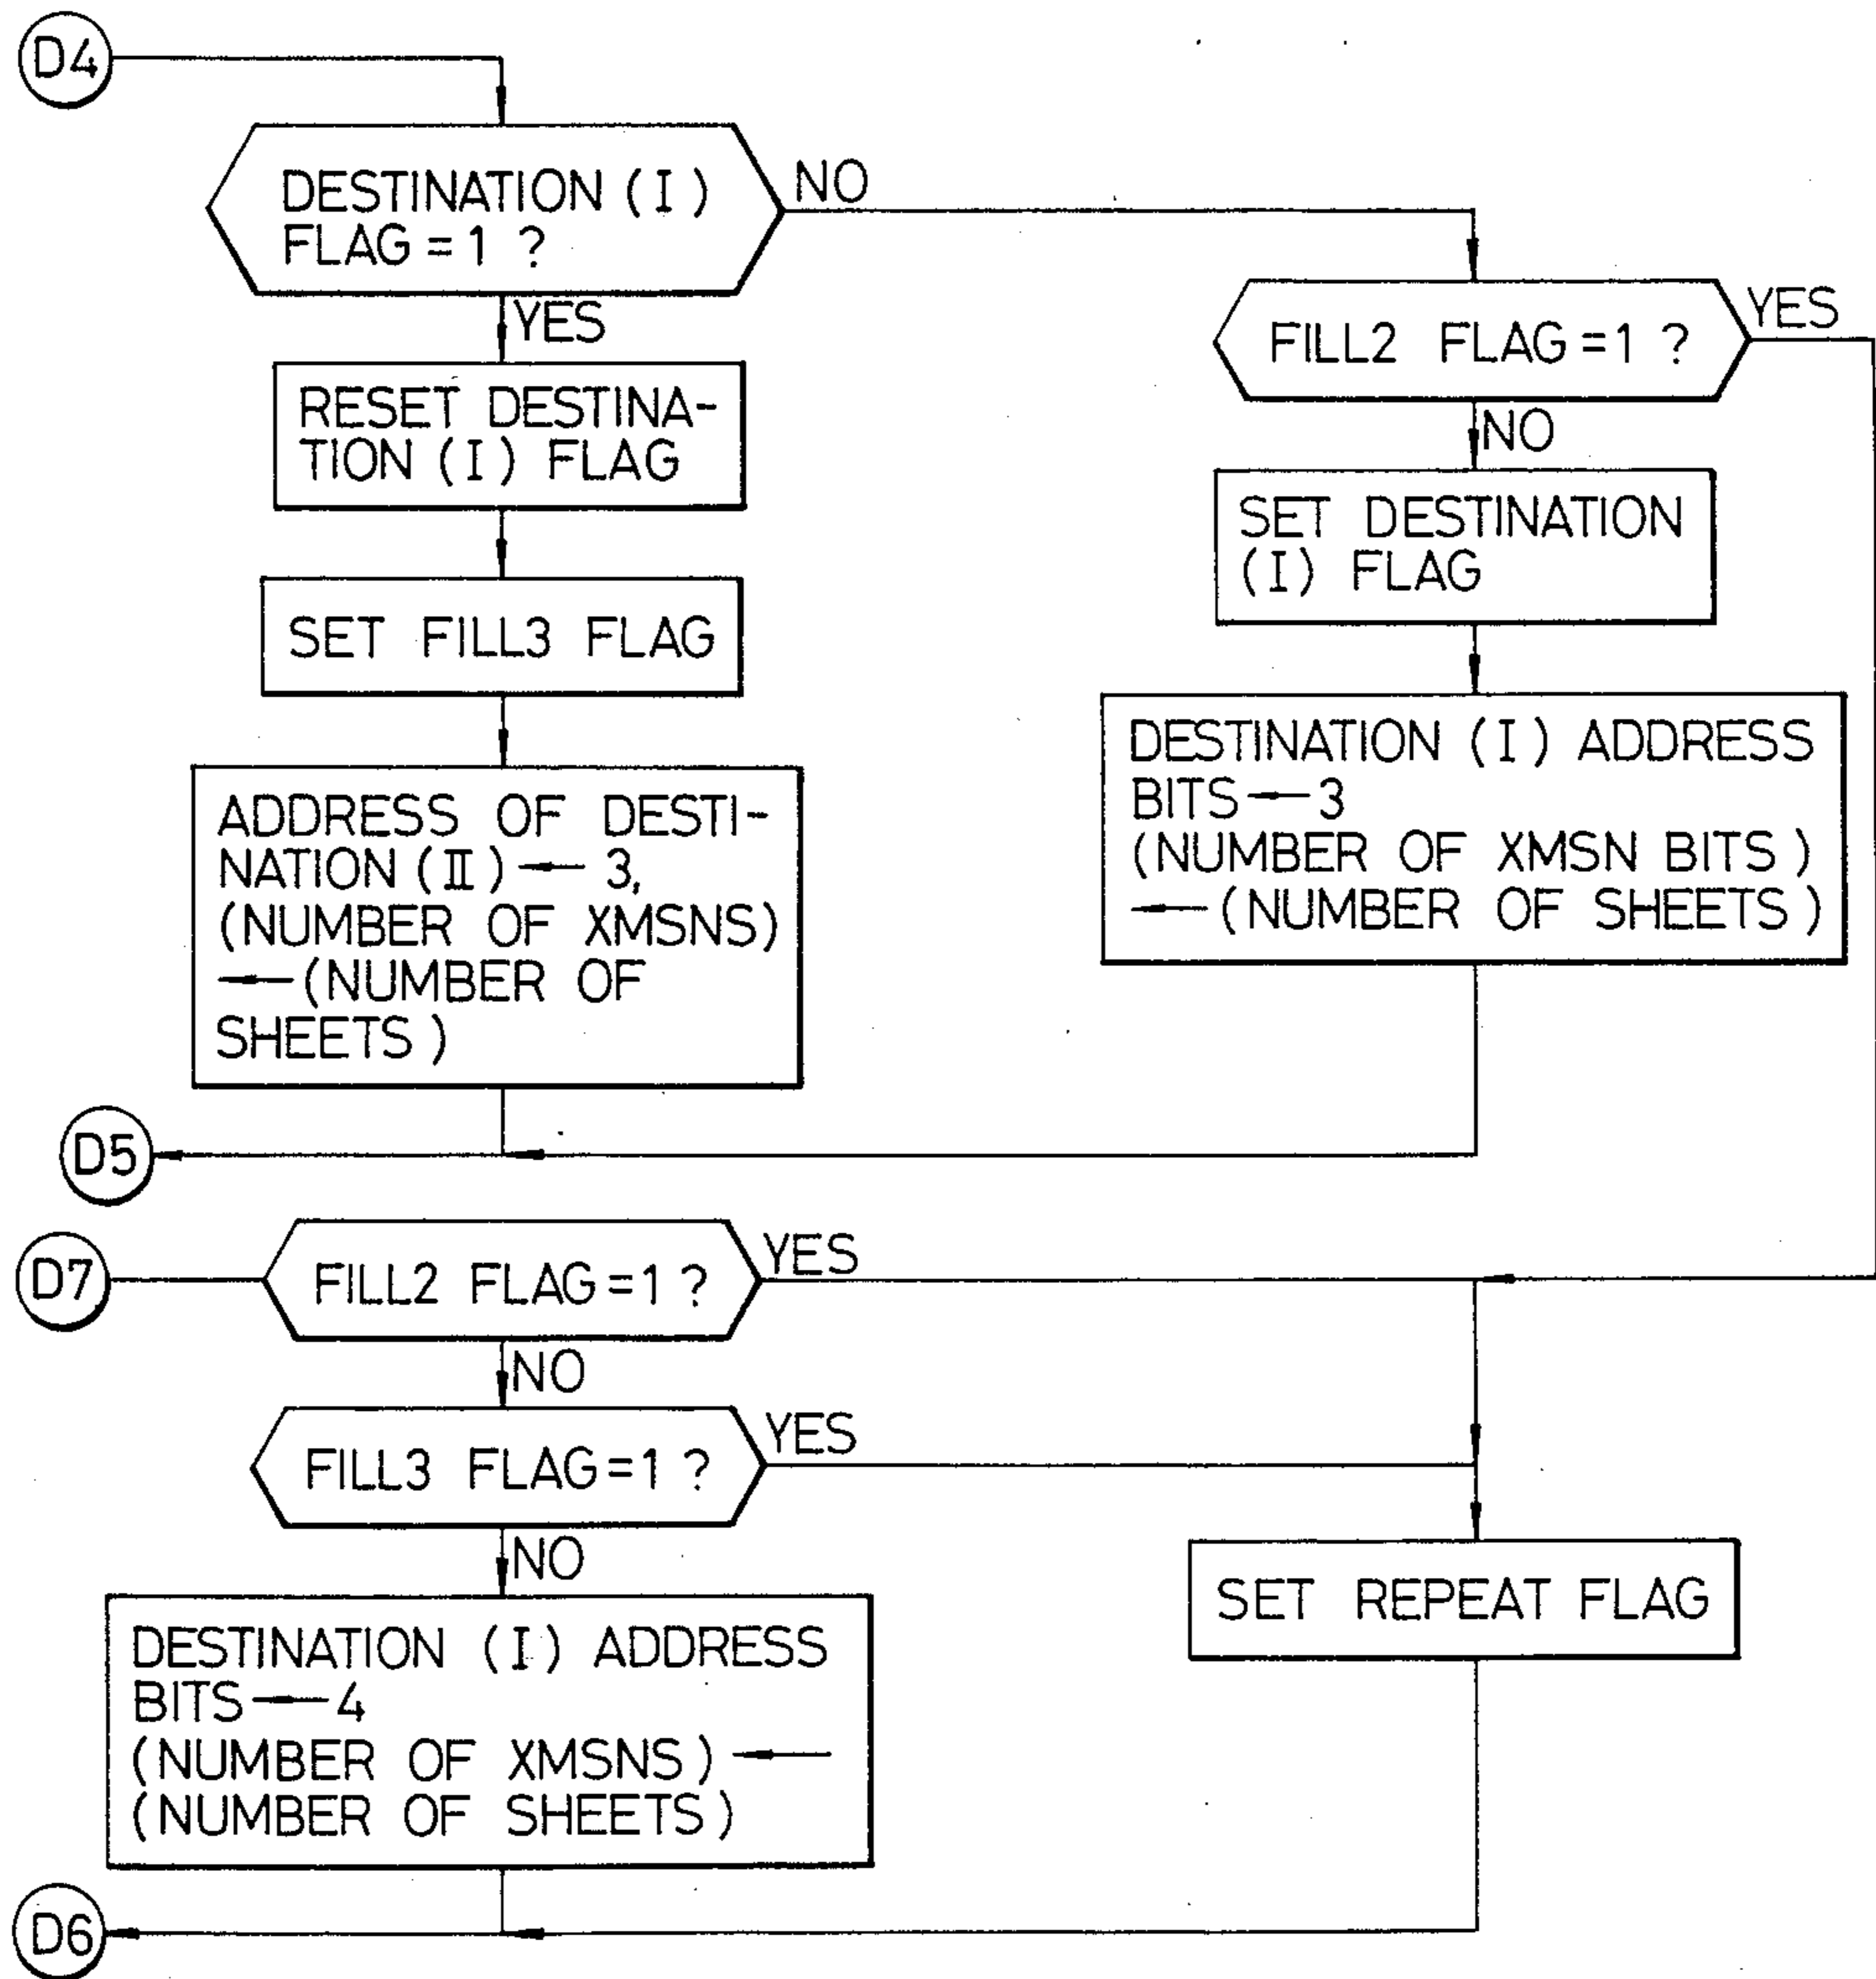 D4
DESTINATION (I)
FLAG = 1 ?
NO
YES
FILL2 FLAG = 1 ?
YES
RESET DESTINA-
TION (I) FLAG
NO
SET DESTINATION
(I) FLAG
SET FILL3 FLAG
DESTINATION (I) ADDRESS
BITS ← 3
(NUMBER OF XMSN BITS)
← (NUMBER OF SHEETS)
ADDRESS OF DESTI-
NATION (II) ← 3,
(NUMBER OF XMSNS)
← (NUMBER OF
SHEETS)
D5
D7
FILL2 FLAG = 1 ?
YES
NO
FILL3 FLAG = 1 ?
YES
NO
SET REPEAT FLAG
DESTINATION (I) ADDRESS
BITS ← 4
(NUMBER OF XMSNS) ←
(NUMBER OF SHEETS)
D6